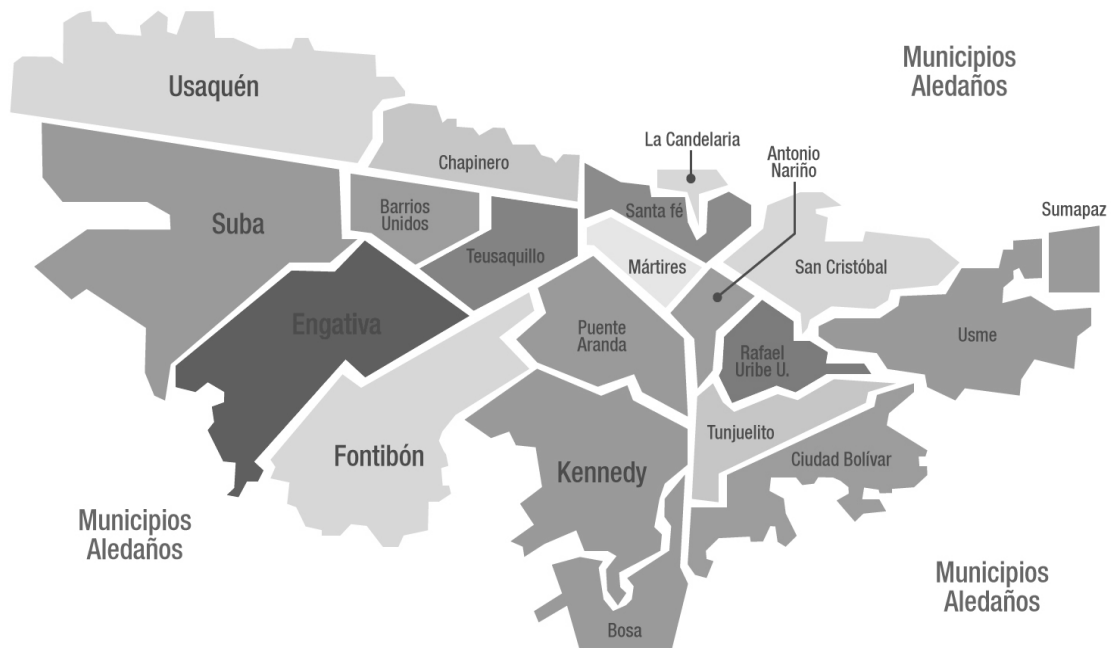 Municipios
Aledaños
Usaquén
La Candelaria
Antonio
Nariño
Chapinero
Sumapaz
Barrios
Unidos
Santa fé
Suba
Teusaquillo
Mártires
San Cristóbal
Engativa
Puente
Aranda
Usme
Rafael
Uribe U.
Tunjuelito
Fontibón
Kennedy
Ciudad Bolívar
Municipios
Aledaños
Municipios
Aledaños
Bosa